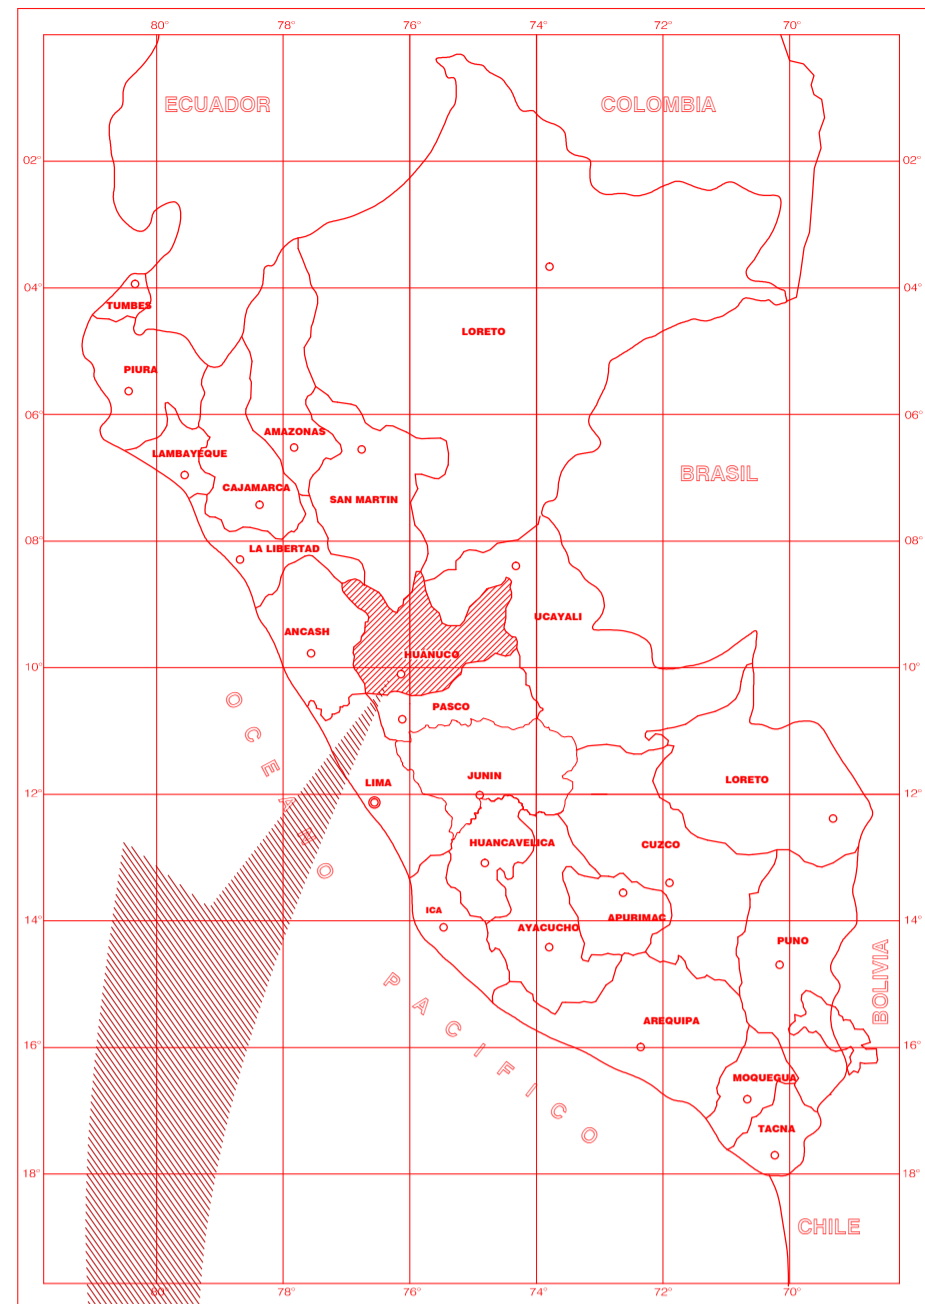 80° 78° 76° 74° 72° 70°
ECUADOR COLOMBIA
02° 02°
04° 04°
TUMBES
LORETO
PIURA
06° 06°
AMAZONAS
LAMBAYEQUE
BRASIL
CAJAMARCA
SAN MARTIN
08° 08°
LA LIBERTAD
UCAYALI
ANCASH
HUANUCO
10° 10°
PASCO
OCEANO
JUNIN
LORETO
LIMA
12° 12°
HUANCAVELICA
CUZCO
ICA
APURIMAC
14° 14°
AYACUCHO
PUNO
BOLIVIA
PACIFICO
AREQUIPA
16° 16°
MOQUEGUA
TACNA
18° 18°
CHILE
80° 78° 76° 74° 72° 70°